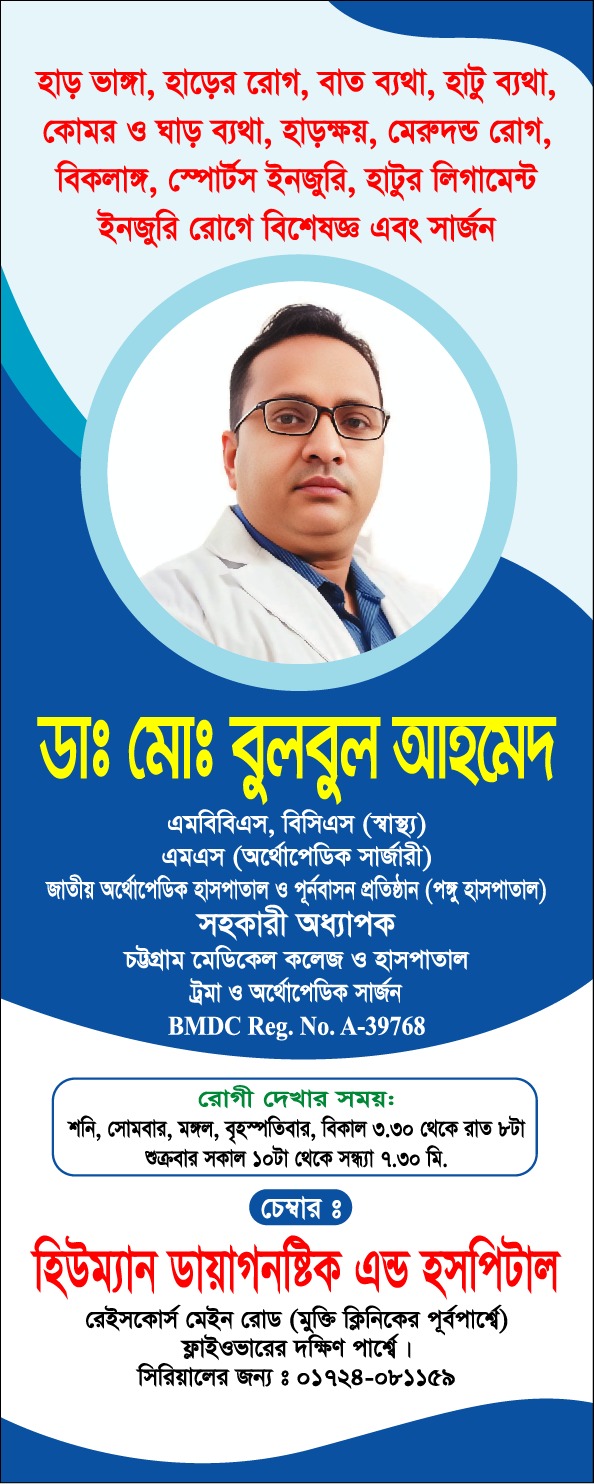 হাড় ভাঙ্গা, হাড়ের রোগ, বাত ব্যথা, হাটু ব্যথা,
কোমর ও ঘাড় ব্যথা, হাড়ক্ষয়, মেরুদন্ড রোগ,
বিকলাঙ্গ, স্পোর্টস ইনজুরি, হাটুর লিগামেন্ট
ইনজুরি রোগে বিশেষজ্ঞ এবং সার্জন
ডাঃ মোঃ বুলবুল আহমেদ
এমবিবিএস, বিসিএস (স্বাস্থ্য)
এমএস (অর্থোপেডিক সার্জারী)
জাতীয় অর্থোপেডিক হাসপাতাল ও পূর্নবাসন প্রতিষ্ঠান (পঙ্গু হাসপাতাল)
সহকারী অধ্যাপক
চট্টগ্রাম মেডিকেল কলেজ ও হাসপাতাল
ট্রমা ও অর্থোপেডিক সার্জন
BMDC Reg. No. A-39768
রোগী দেখার সময়:
শনি, সোমবার, মঙ্গল, বৃহস্পতিবার, বিকাল ৩.৩০ থেকে রাত ৮টা
শুক্রবার সকাল ১০টা থেকে সন্ধ্যা ৭.৩০ মি.
চেম্বার ঃ
হিউম্যান ডায়াগনষ্টিক এন্ড হসপিটাল
রেইসকোর্স মেইন রোড (মুক্তি ক্লিনিকের পূর্বপার্শ্বে)
ফ্লাইওভারের দক্ষিণ পার্শ্বে।
সিরিয়ালের জন্য ঃ ০১৭২৪-০৮১১৫৯